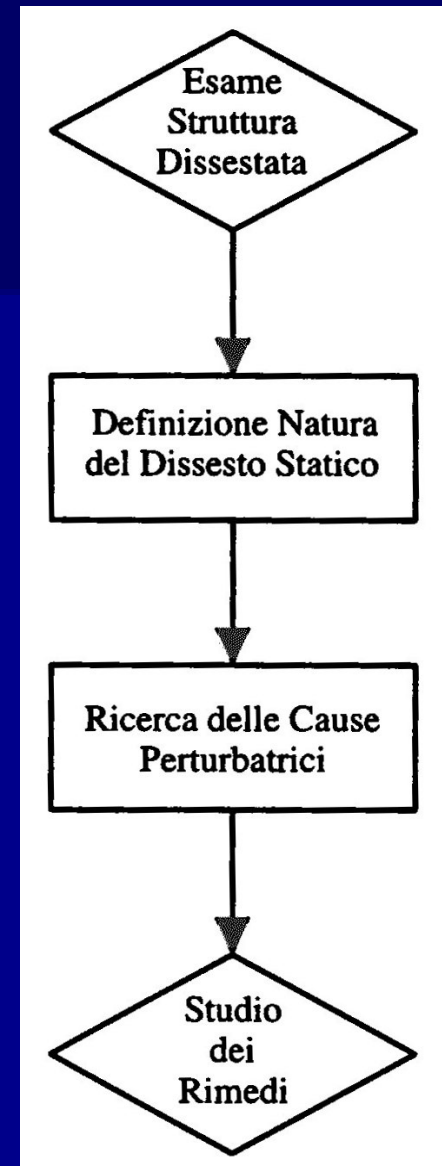 Esame
Struttura
Dissestata
Definizione Natura
del Dissesto Statico
Ricerca delle Cause
Perturbatrici
Studio
dei
Rimedi